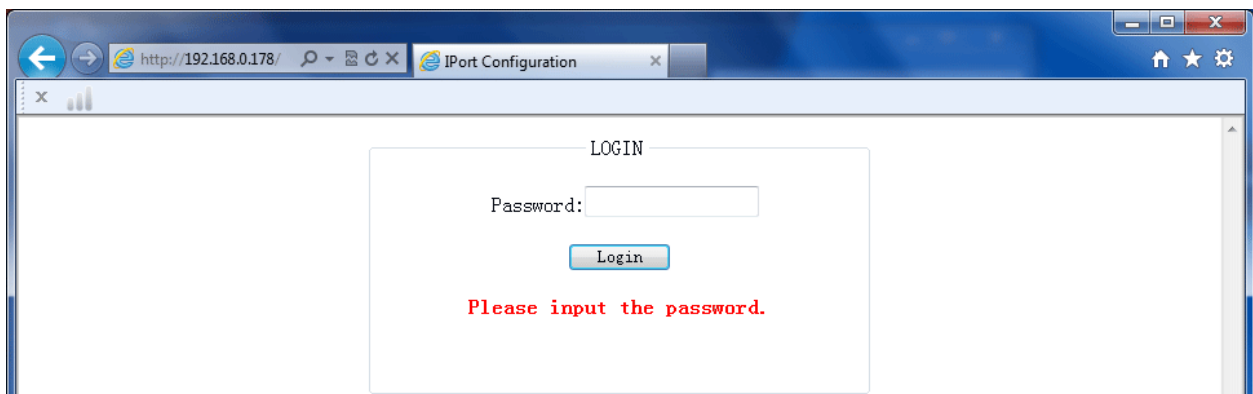 http://192.168.0.178/
IPort Configuration
LOGIN
Password:
Login
Please input the password.